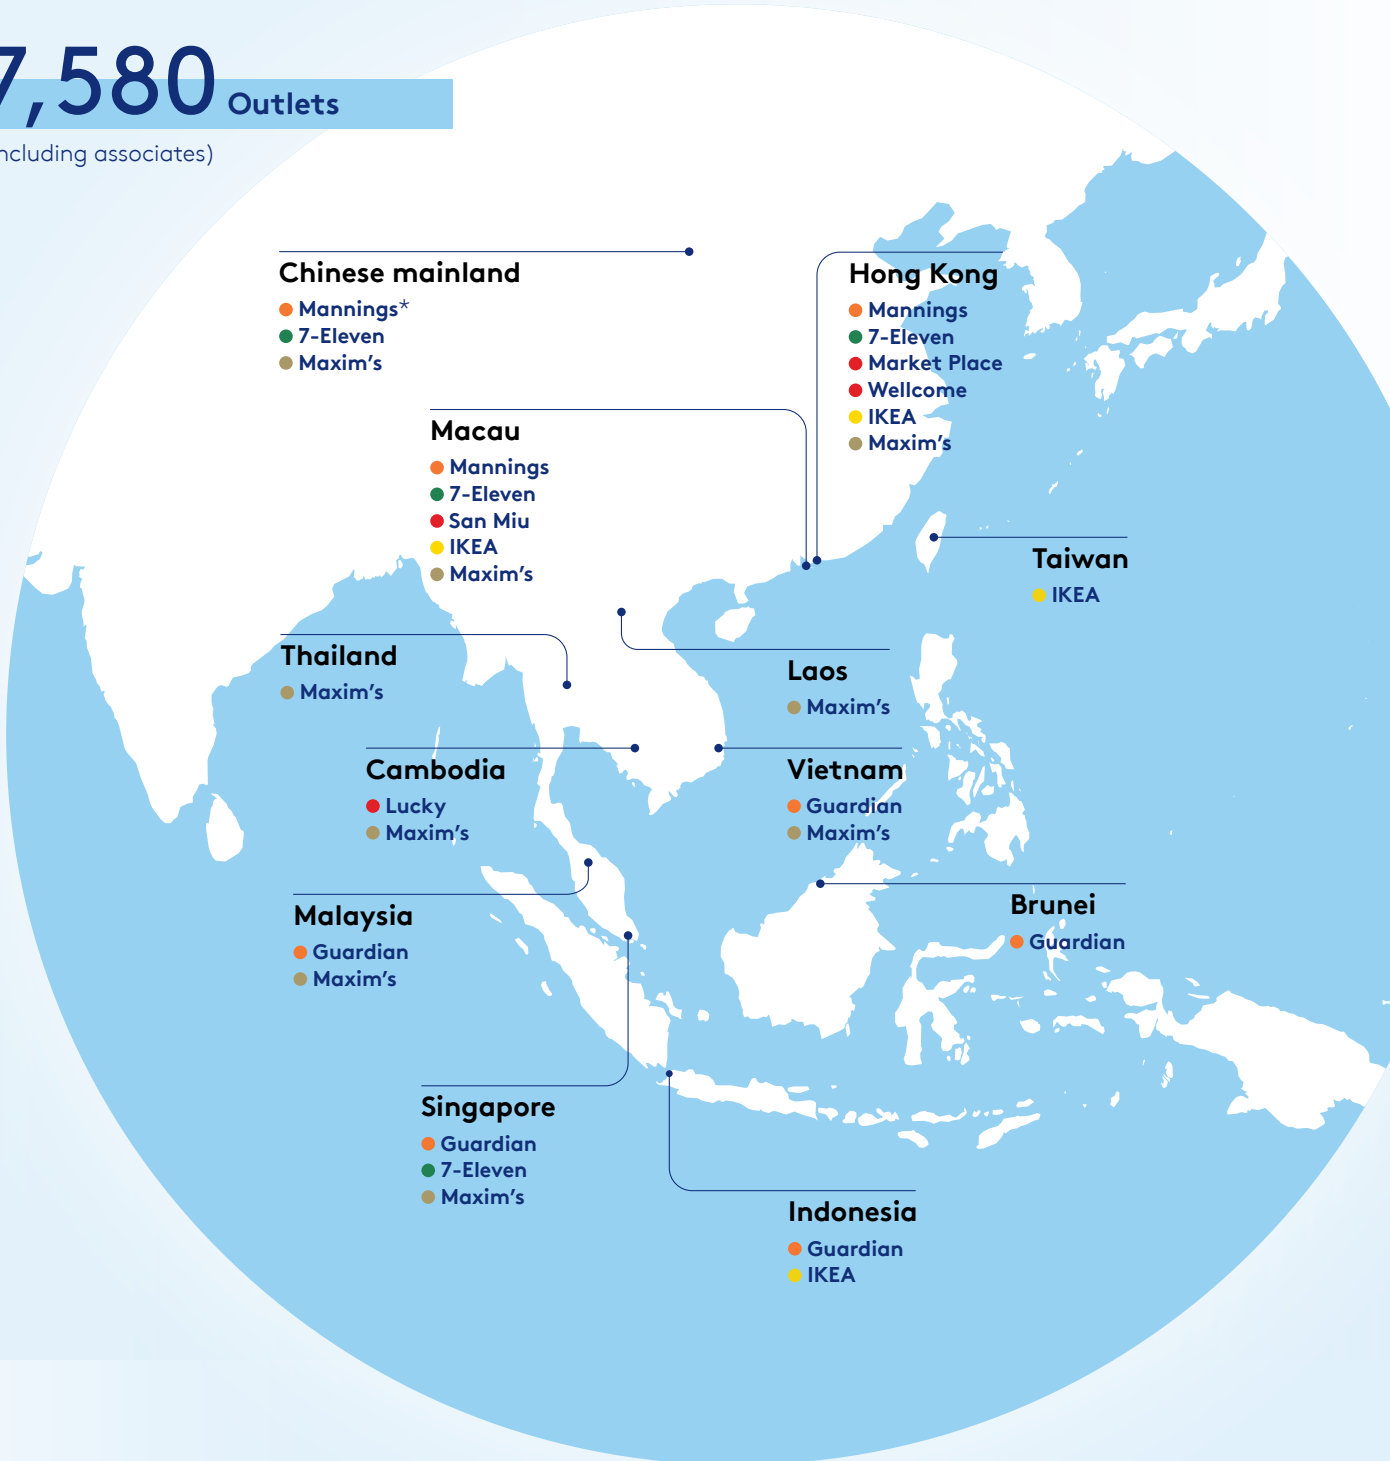 7,580 Outlets
ncluding associates)
Chinese mainland
Mannings*
7-Eleven
Maxim's
Hong Kong
Mannings
7-Eleven
Market Place
Wellcome
IKEA
Maxim's
Macau
Mannings
7-Eleven
San Miu
IKEA
Maxim's
Taiwan
IKEA
Thailand
Maxim's
Laos
Maxim's
Cambodia
Lucky
Maxim's
Vietnam
Guardian
Maxim's
Malaysia
Guardian
Maxim's
Brunei
Guardian
Singapore
Guardian
7-Eleven
Maxim's
Indonesia
Guardian
IKEA